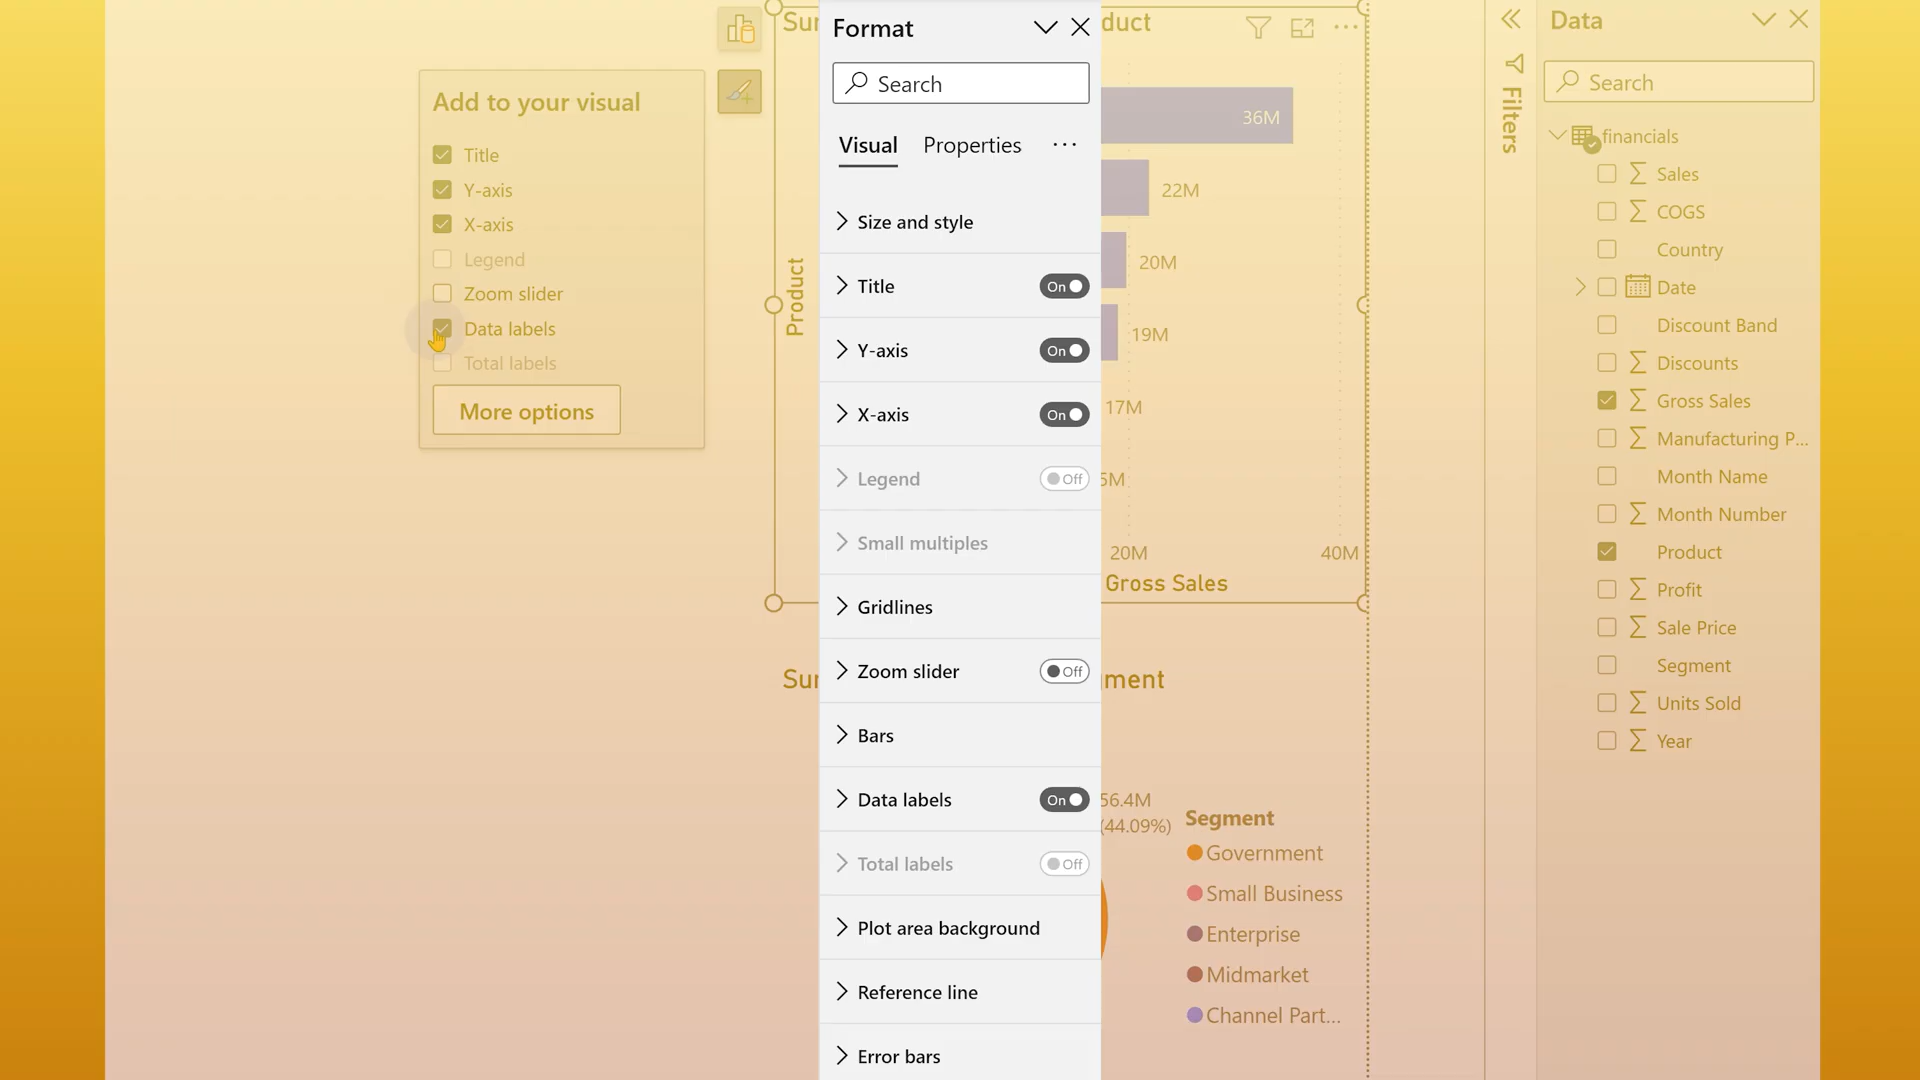 Add to your visual
Title
Y-axis
X-axis
Legend
Zoom slider
Data labels
Total labels
More options
Format
Search
Visual
Properties
Size and style
Title
On
Y-axis
On
X-axis
On
Legend
Off
Small multiples
Gridlines
Zoom slider
Off
Bars
Data labels
On
Total labels
Off
Plot area background
Reference line
Error bars
Product
36M
22M
20M
19M
17M
20M
40M
Gross Sales
56.4M
(44.09%)
Segment
Government
Small Business
Enterprise
Midmarket
Channel Part...
Filters
Data
Search
financials
Sales
COGS
Country
Date
Discount Band
Discounts
Gross Sales
Manufacturing P...
Month Name
Month Number
Product
Profit
Sale Price
Segment
Units Sold
Year